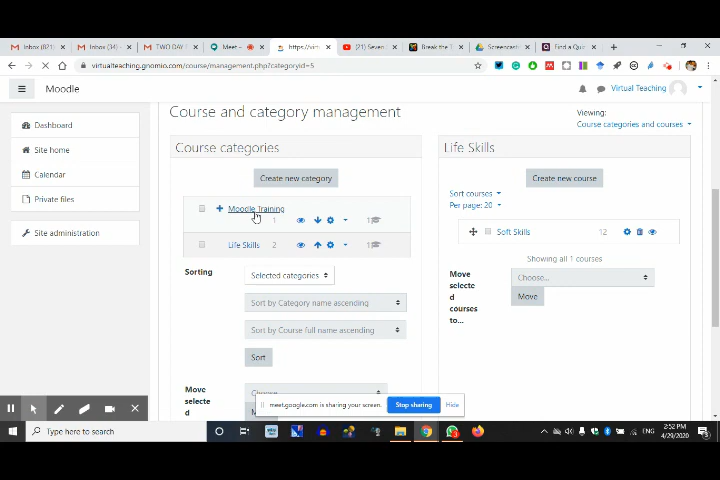 Inbox (821)
Inbox (34) -
TWO DAY
Meet –
https://virt
(21) Seven
Break the
Screencast
Find a Quiz
virtualteaching.gnomio.com/course/management.php?categoryid=5
Moodle
Virtual Teaching
Dashboard
Site home
Calendar
Private files
Site administration
Course and category management
Viewing:
Course categories and courses
Course categories
Create new category
Moodle Training
1
1
Life Skills
2
1
Sorting
Selected categories
Sort by Category name ascending
Sort by Course full name ascending
Sort
Move
selecte
d
Choose
Life Skills
Create new course
Sort courses
Per page: 20
Soft Skills
12
Showing all 1 courses
Move
selecte
d
courses
to...
Choose...
Move
meet.google.com is sharing your screen.
Stop sharing
Hide
Type here to search
ENG
2:52 PM
4/29/2020